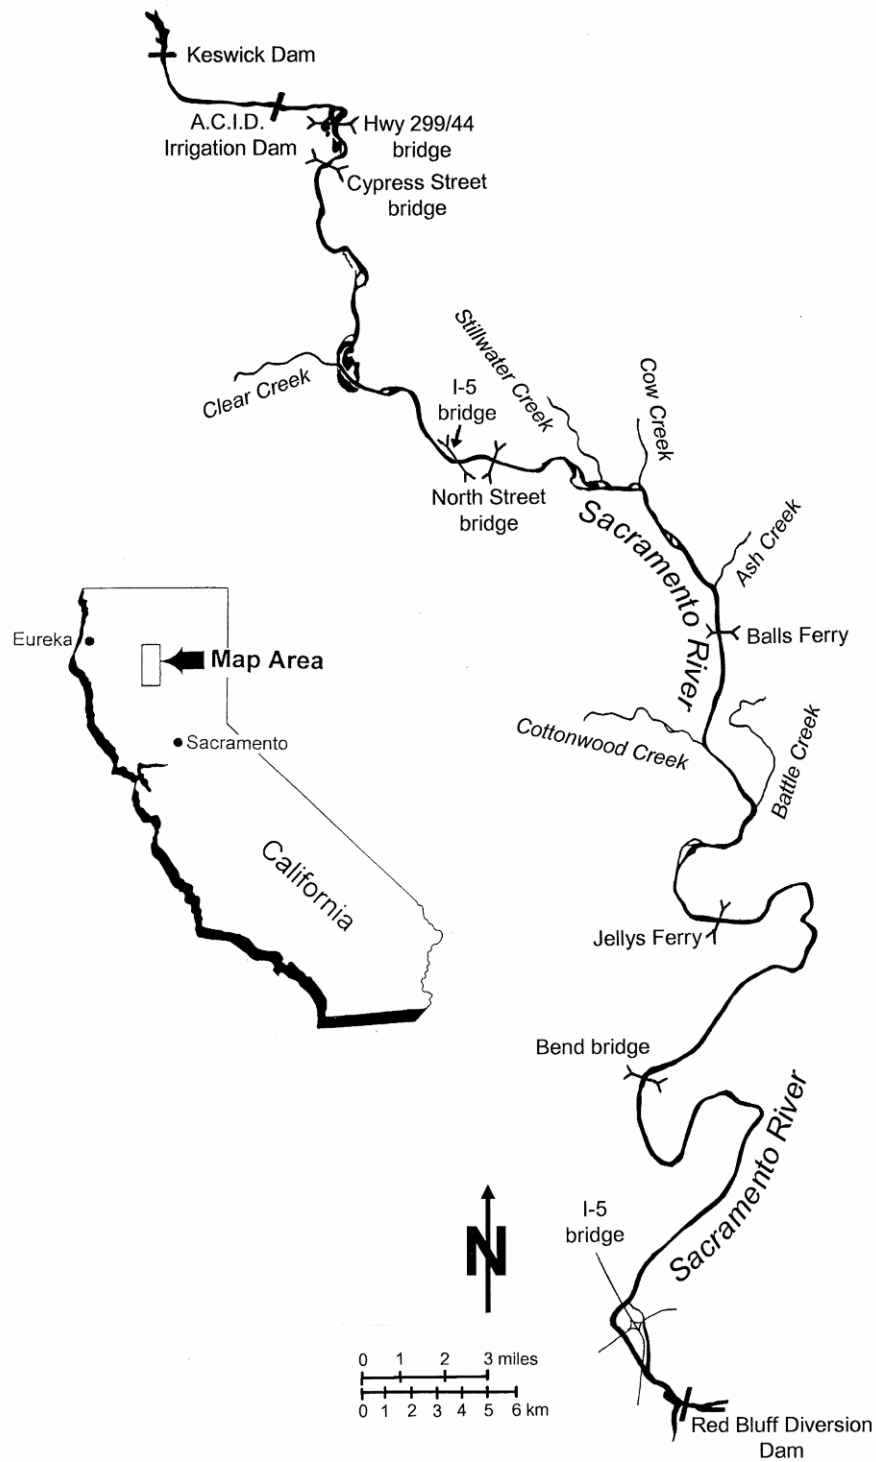 Keswick Dam
A.C.I.D.
Irrigation Dam
Hwy 299/44
bridge
Cypress Street
bridge
Clear Creek
I-5
bridge
Stillwater Creek
Cow Creek
North Street
bridge
Sacramento River
Ash Creek
Balls Ferry
Eureka
Map Area
Sacramento
California
Cottonwood Creek
Battle Creek
Jellys Ferry
Bend bridge
Sacramento River
I-5
bridge
N
0 1 2 3 miles
0 1 2 3 4 5 6 km
Red Bluff Diversion
Dam